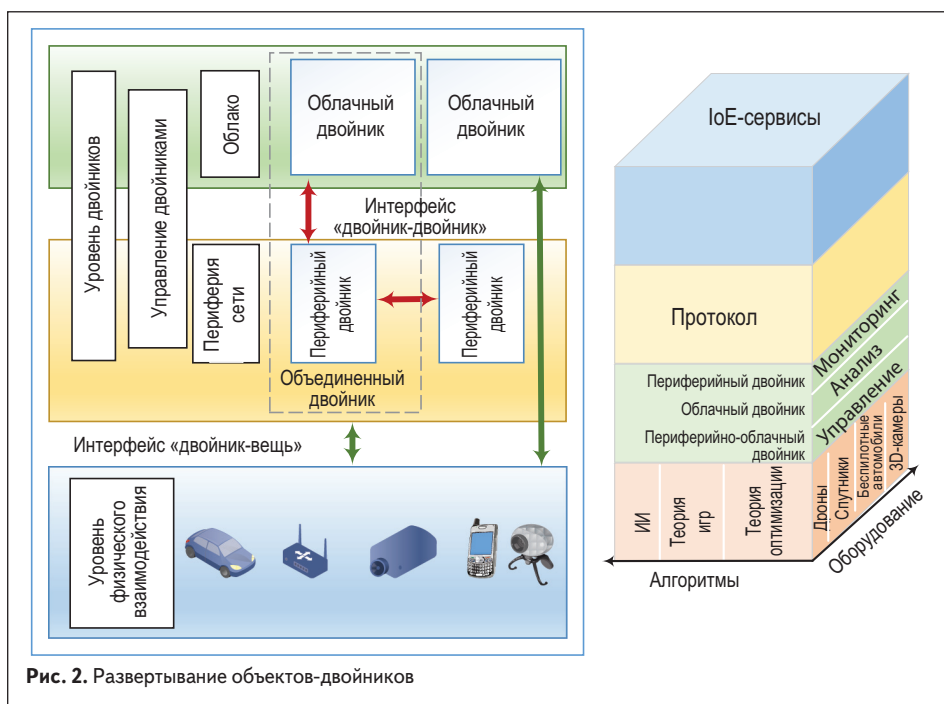 Уровень двойников
Управление двойниками
Облако
Облачный
двойник
Облачный
двойник
Интерфейс
«двойник-двойник»
Периферия
сети
Периферийный
двойник
Периферийный
двойник
Объединенный
двойник
Интерфейс «двойник-вещь»
Уровень
физического
взаимодействия
IoE-сервисы
Протокол
Мониторинг
Анализ
Управление
Периферийный двойник
Облачный двойник
Периферийно-облачный
двойник
ИИ
Теория
игр
Теория
оптимизации
Дроны
Спутники
Беспилотные
автомобили
3D-камеры
Алгоритмы
Оборудование
Рис. 2. Развертывание объектов-двойников